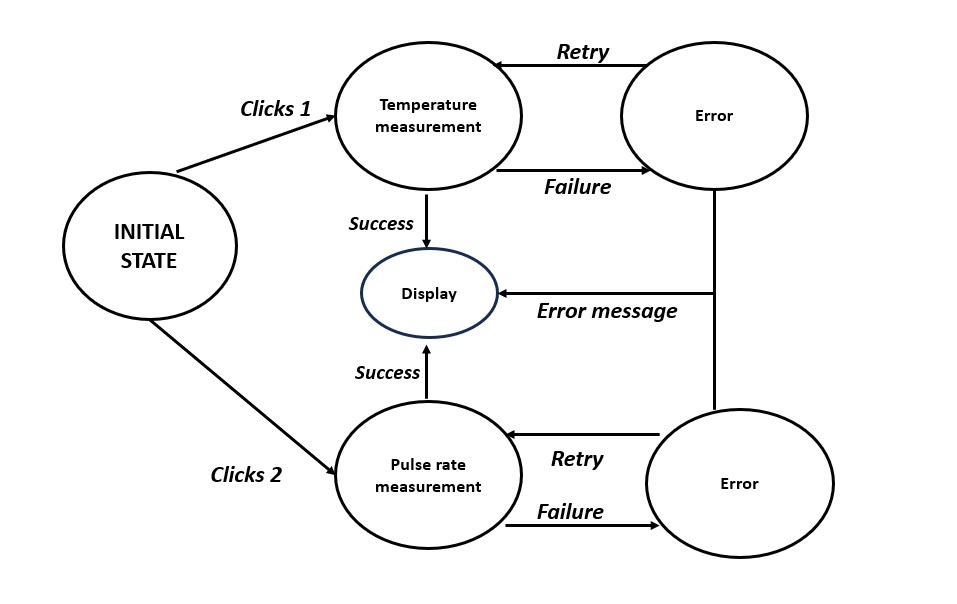 Retry
Clicks 1
Temperature
measurement
Error
Failure
INITIAL
STATE
Success
Display
Error message
Success
Retry
Clicks 2
Pulse rate
measurement
Error
Failure